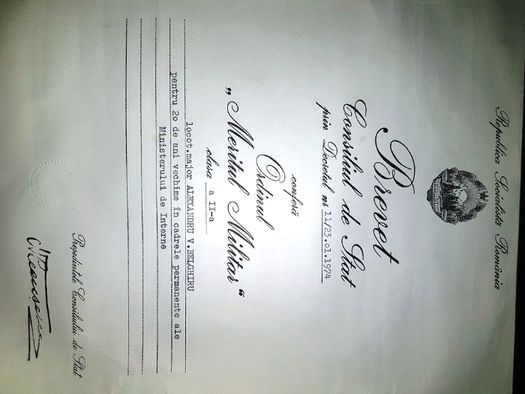 Republica Socialistă România
Brevet
Consiliul de Stat
prin Decretul nr 11/23.01.1974
conferă
Ordinul
„Meritul Militar“
clasa a II-a
locot.major ALEXANDRU V.BELGHIRU
pentru 20 de ani vechime în cadrele permanente ale
Ministerului de Interne
Președintele Consiliului de Stat